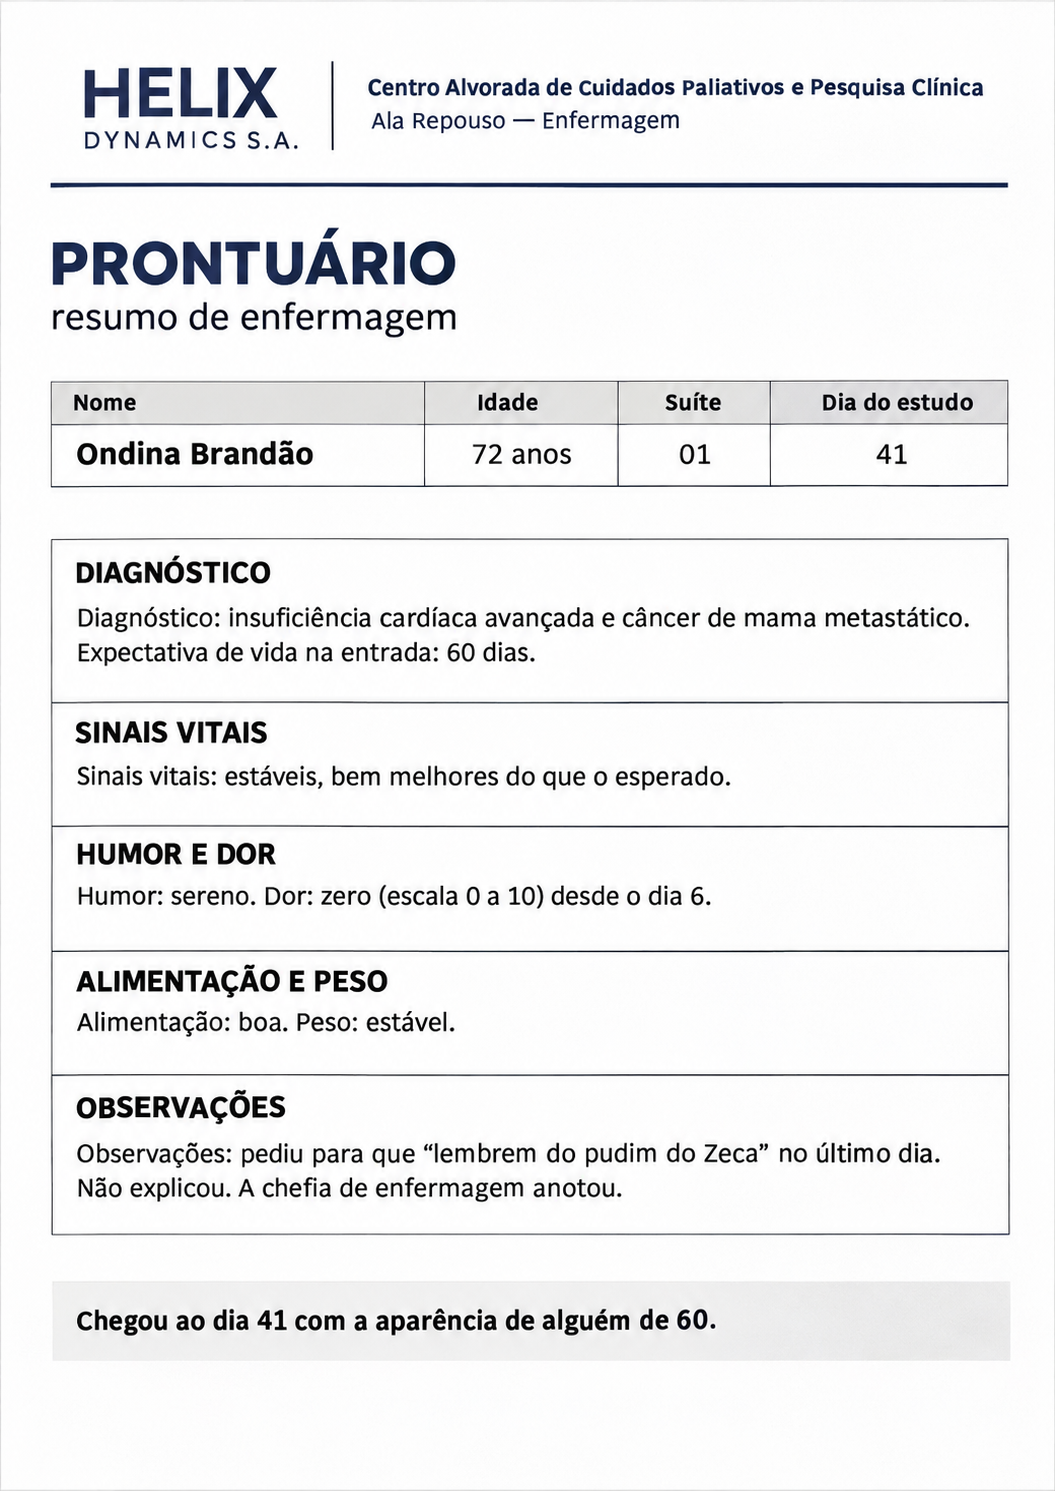 HELIX
DYNAMICS S.A.
Centro Alvorada de Cuidados Paliativos e Pesquisa Clínica
Ala Repouso — Enfermagem
PRONTUÁRIO
resumo de enfermagem
Nome Idade Suíte Dia do estudo
Ondina Brandão 72 anos 01 41
DIAGNÓSTICO
Diagnóstico: insuficiência cardíaca avançada e câncer de mama metastático.
Expectativa de vida na entrada: 60 dias.
SINAIS VITAIS
Sinais vitais: estáveis, bem melhores do que o esperado.
HUMOR E DOR
Humor: sereno. Dor: zero (escala 0 a 10) desde o dia 6.
ALIMENTAÇÃO E PESO
Alimentação: boa. Peso: estável.
OBSERVAÇÕES
Observações: pediu para que “lembrem do pudim do Zeca” no último dia.
Não explicou. A chefia de enfermagem anotou.
Chegou ao dia 41 com a aparência de alguém de 60.